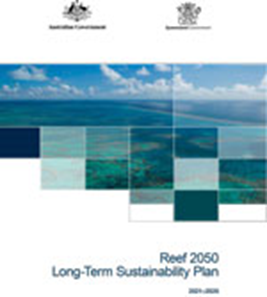 Australian Government
Queensland Government
Reef 2050
Long-Term Sustainability Plan
2021–2025